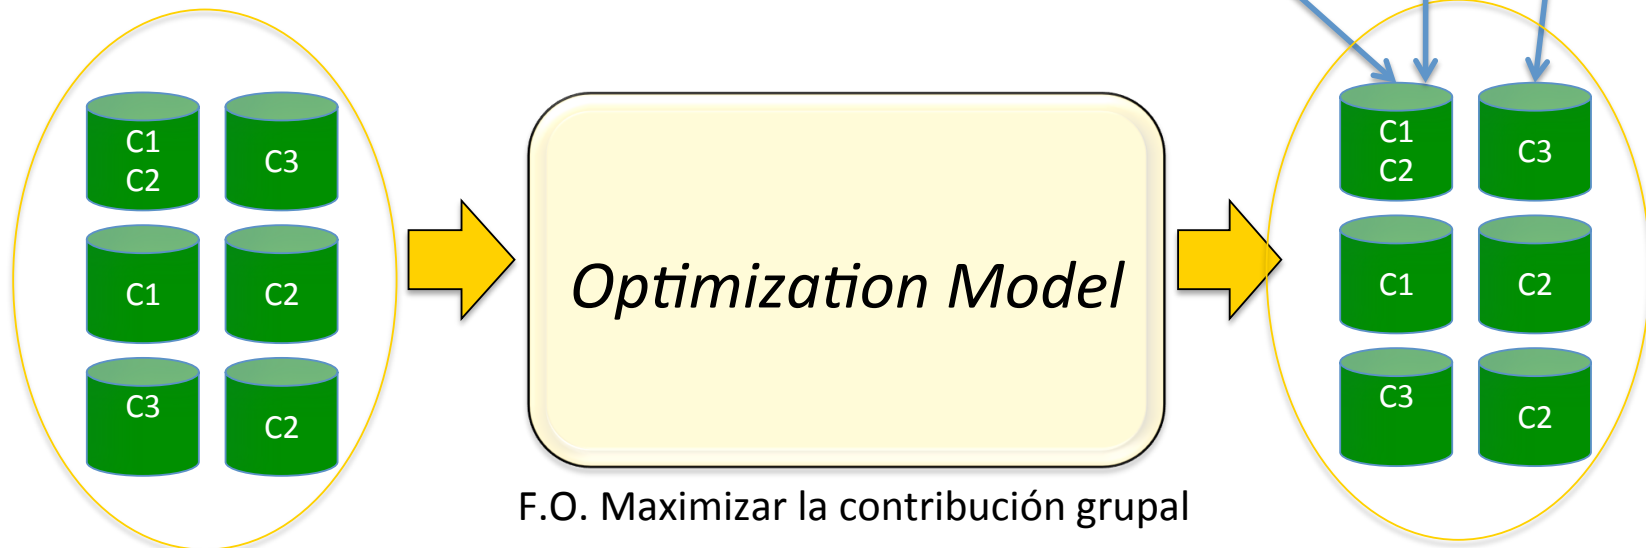 C1
C2
C3
C1
C2
C3
C2
Optimization Model
F.O. Maximizar la contribución grupal
C1
C2
C3
C1
C2
C3
C2